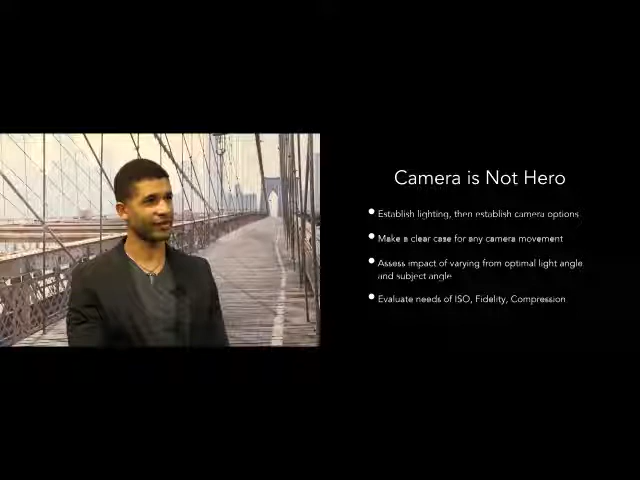 Camera is Not Hero
• Establish lighting, then establish camera options
• Make a clear case for any camera movement
• Assess impact of varying from optimal light angle
and subject angle
• Evaluate needs of ISO, Fidelity, Compression